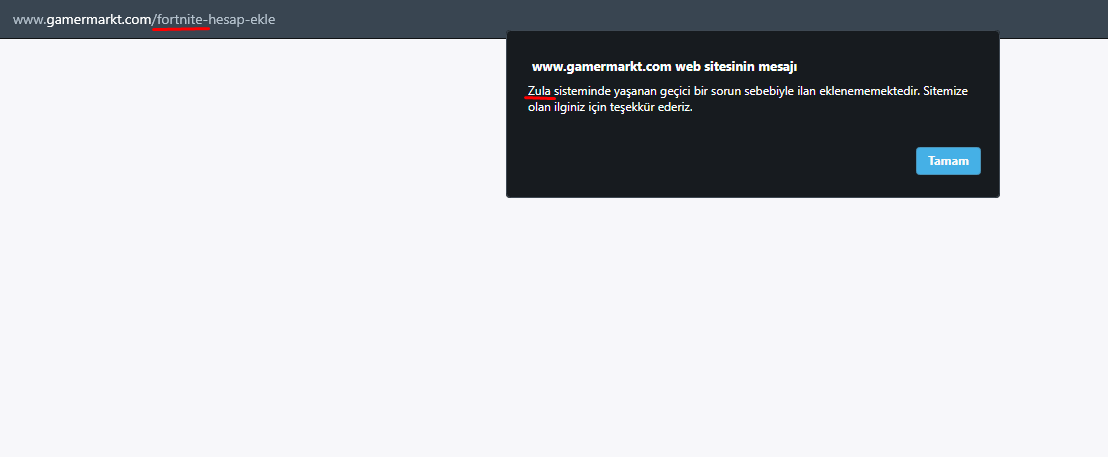 www.gamermarkt.com/fortnite-hesap-ekle
www.gamermarkt.com web sitesinin mesajı
Zula sisteminde yaşanan geçici bir sorun sebebiyle ilan eklenememektedir. Sitemize
olan ilginiz için teşekkür ederiz.
Tamam